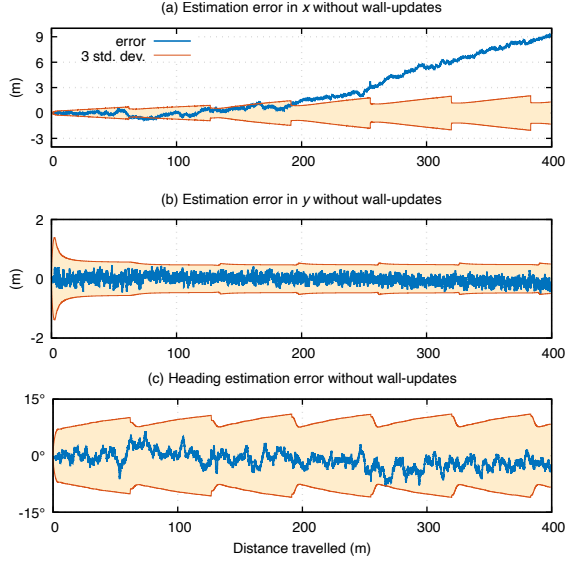 (a) Estimation error in x without wall-updates
9
6
3
0
-3
(m)
error
3 std. dev.
0 100 200 300 400
(b) Estimation error in y without wall-updates
2
0
-2
(m)
0 100 200 300 400
(c) Heading estimation error without wall-updates
15°
0°
-15°
0 100 200 300 400
Distance travelled (m)